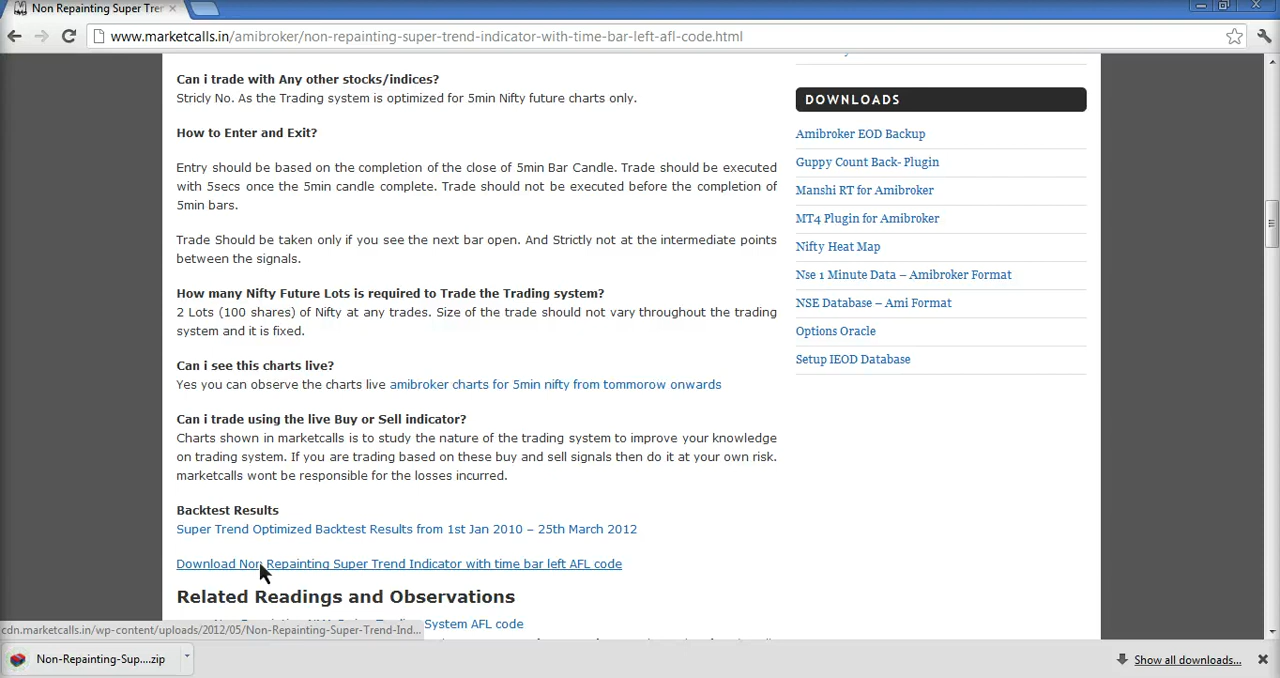 Non Repainting Super Tren
www.marketcalls.in/amibroker/non-repainting-super-trend-indicator-with-time-bar-left-afl-code.html
Can i trade with Any other stocks/indices?
Stricly No. As the Trading system is optimized for 5min Nifty future charts only.
How to Enter and Exit?
Entry should be based on the completion of the close of 5min Bar Candle. Trade should be executed
with 5secs once the 5min candle complete. Trade should not be executed before the completion of
5min bars.
Trade Should be taken only if you see the next bar open. And Strictly not at the intermediate points
between the signals.
How many Nifty Future Lots is required to Trade the Trading system?
2 Lots (100 shares) of Nifty at any trades. Size of the trade should not vary throughout the trading
system and it is fixed.
Can i see this charts live?
Yes you can observe the charts live amibroker charts for 5min nifty from tommorow onwards
Can i trade using the live Buy or Sell indicator?
Charts shown in marketcalls is to study the nature of the trading system to improve your knowledge
on trading system. If you are trading based on these buy and sell signals then do it at your own risk.
marketcalls wont be responsible for the losses incurred.
Backtest Results
Super Trend Optimized Backtest Results from 1st Jan 2010 – 25th March 2012
Download Non Repainting Super Trend Indicator with time bar left AFL code
Related Readings and Observations
System AFL code
DOWNLOADS
Amibroker EOD Backup
Guppy Count Back- Plugin
Manshi RT for Amibroker
MT4 Plugin for Amibroker
Nifty Heat Map
Nse 1 Minute Data – Amibroker Format
NSE Database – Ami Format
Options Oracle
Setup IEOD Database
cdn.marketcalls.in/wp-content/uploads/2012/05/Non-Repainting-Super-Trend-Ind...
Non-Repainting-Sup....zip
Show all downloads...